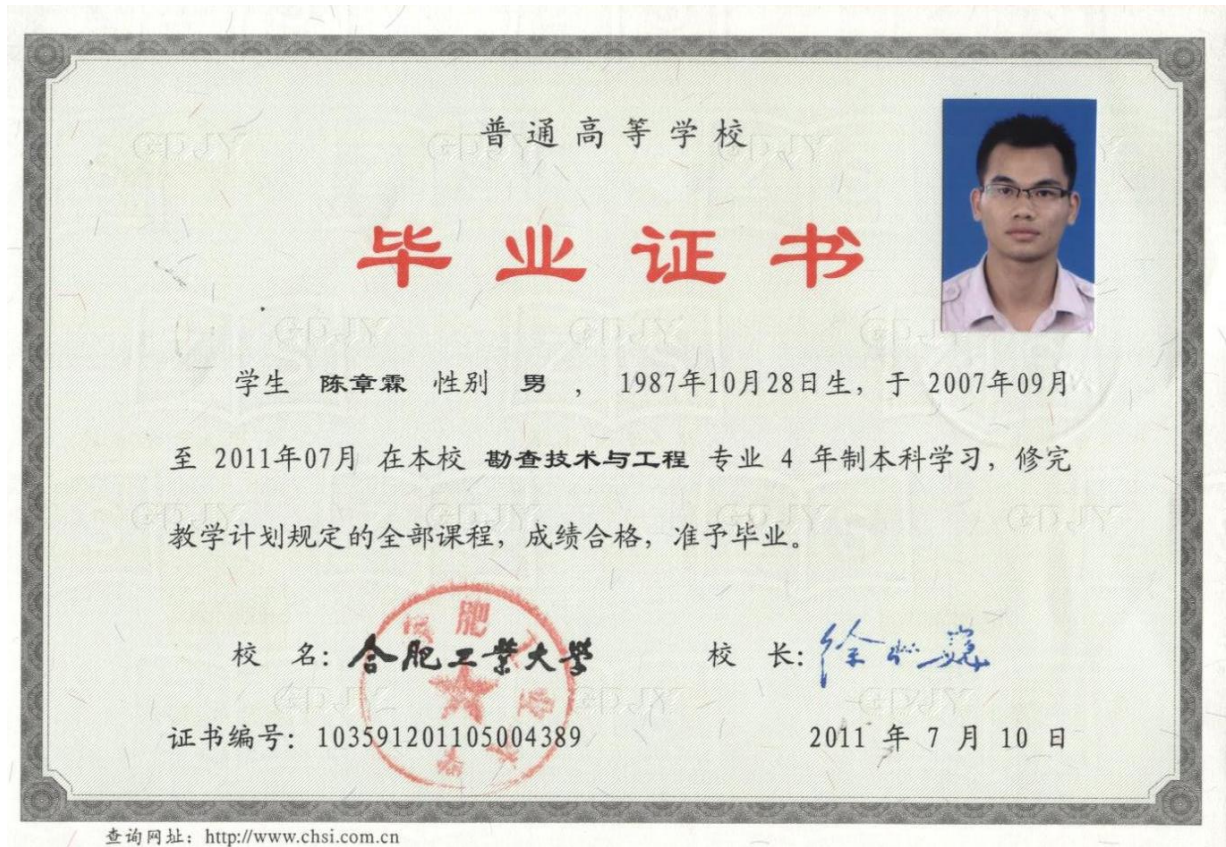 普通高等学校
毕业证书
学生 陈章霖 性别 男 ， 1987年10月28日生，于 2007年09月
至 2011年07月 在本校 勘查技术与工程 专业 4 年制本科学习，修完
教学计划规定的全部课程，成绩合格，准予毕业。
校 名：合肥工业大學 校 长：
证书编号：103591201105004389 2011 年 7 月 10 日
查询网址：http://www.chsi.com.cn